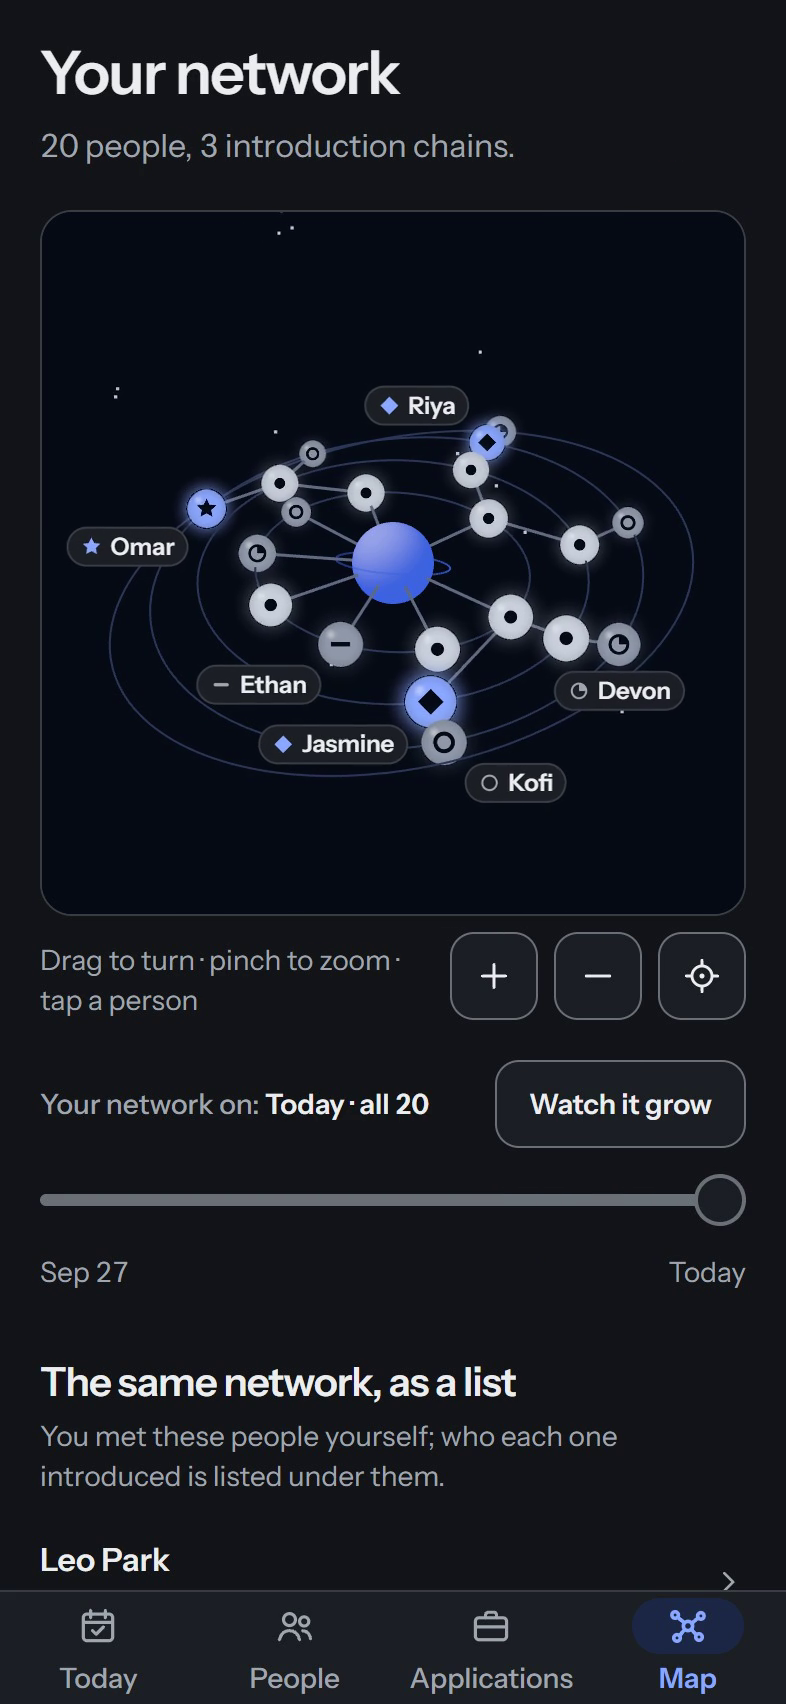 Your network
20 people, 3 introduction chains.
Riya
Omar
Ethan
Devon
Jasmine
Kofi
Drag to turn · pinch to zoom ·
tap a person
Your network on: Today · all 20
Watch it grow
Sep 27
Today
The same network, as a list
You met these people yourself; who each one
introduced is listed under them.
Leo Park
Today
People
Applications
Map